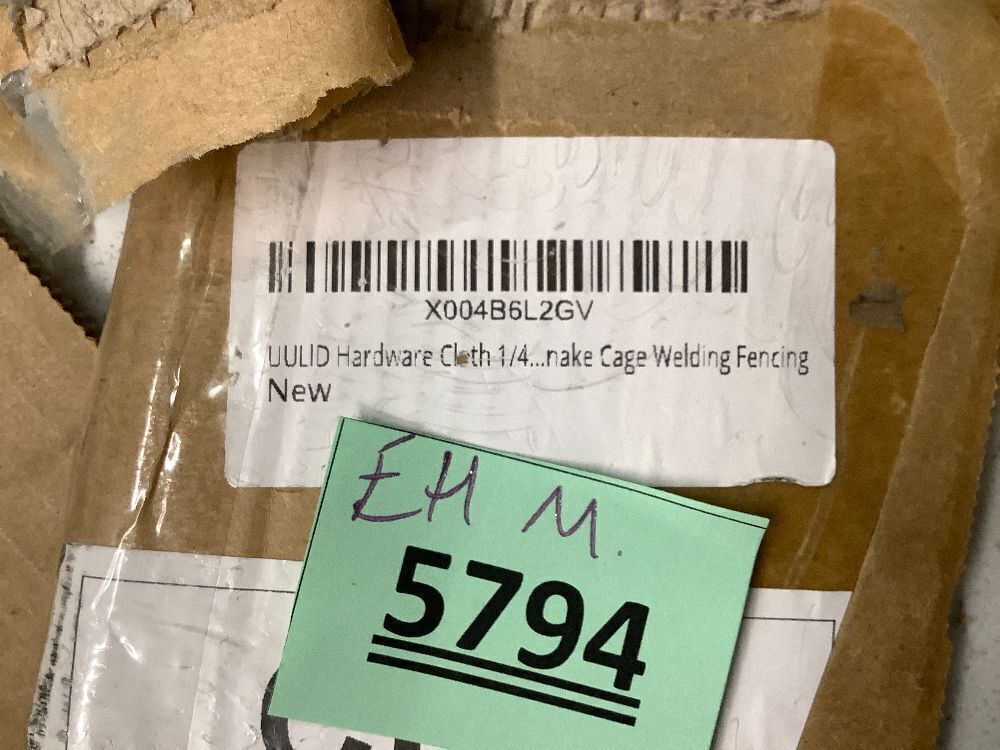 X004B6L2GV
UULID Hardware Cloth 1/4...nake Cage Welding Fencing
New
EH M.
5794